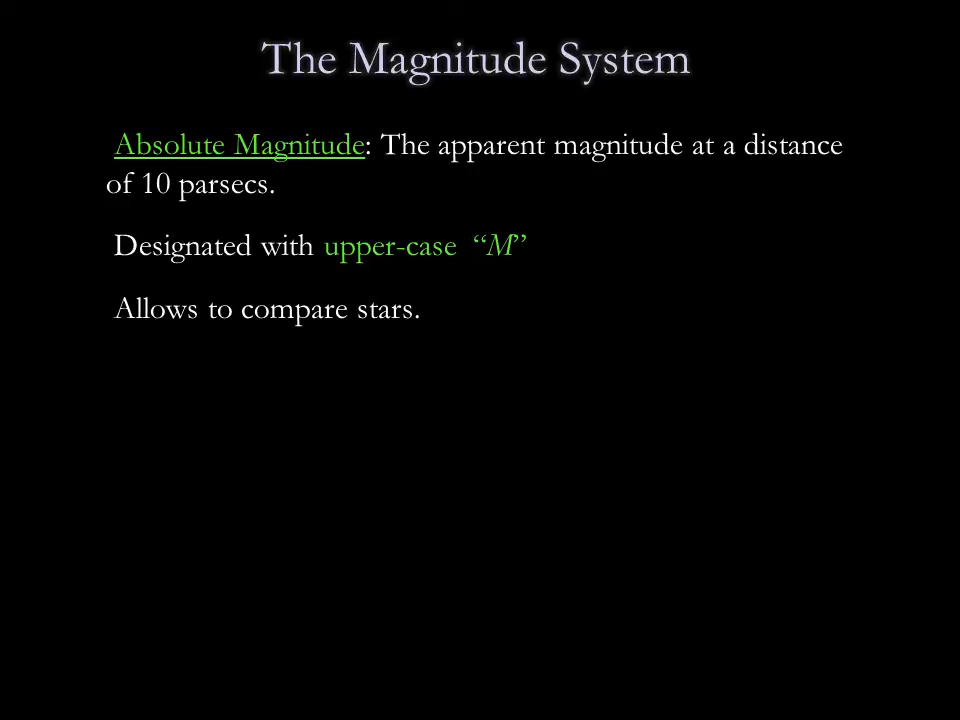 The Magnitude System
Absolute Magnitude: The apparent magnitude at a distance
of 10 parsecs.
Designated with upper-case “M”
Allows to compare stars.